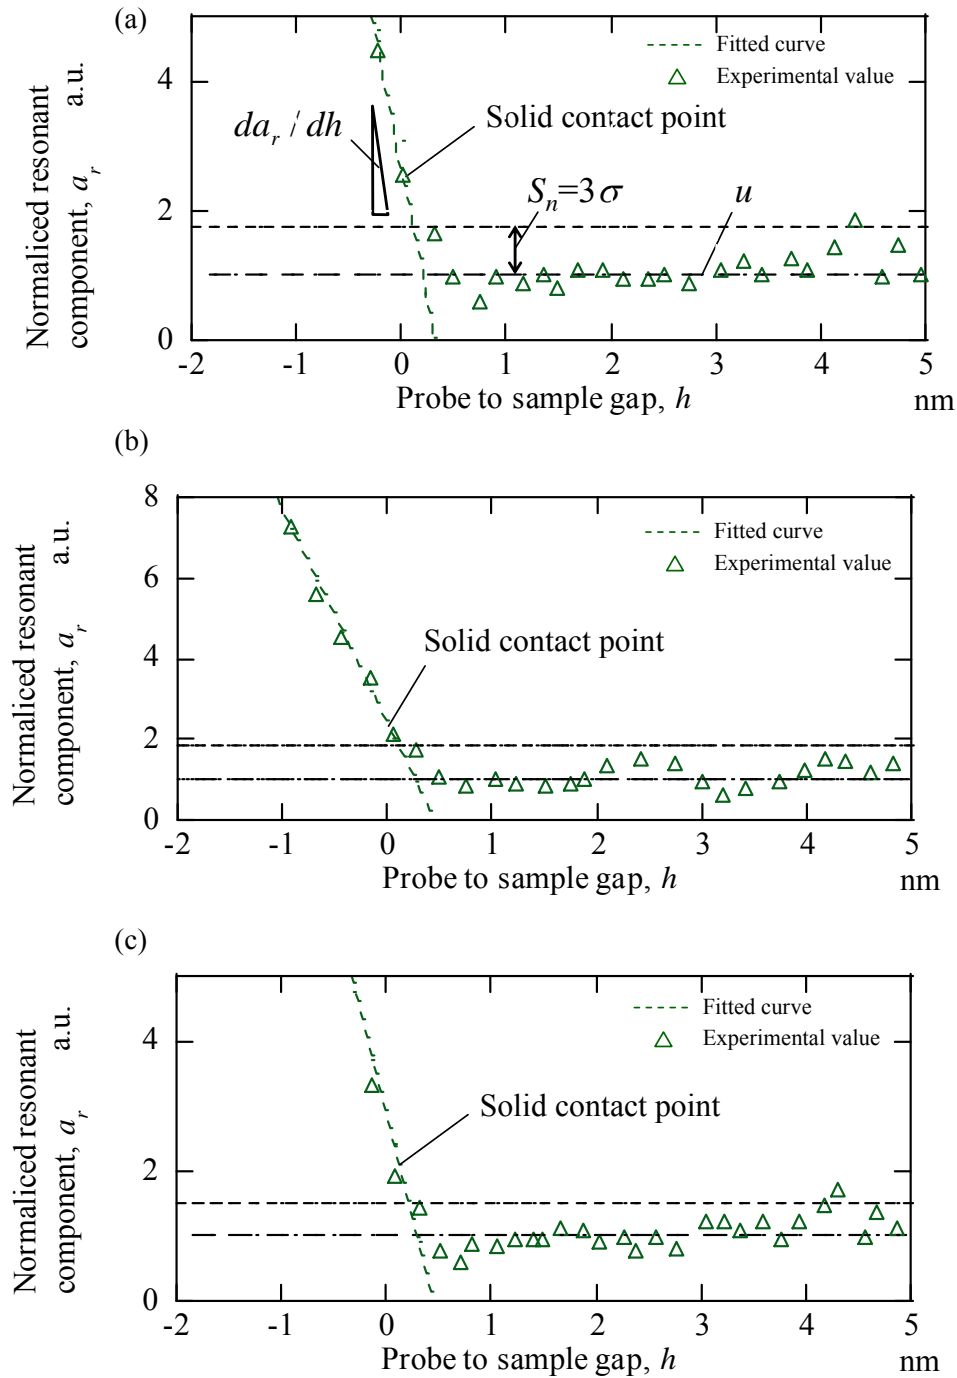 (a)
Normaliced resonant
component, a_r a.u.
4
2
0
Fitted curve
Experimental value
da_r / dh
Solid contact point
S_n=3σ
u
-2 -1 0 1 2 3 4 5
Probe to sample gap, h nm
(b)
Normaliced resonant
component, a_r a.u.
8
6
4
2
0
Fitted curve
Experimental value
Solid contact point
-2 -1 0 1 2 3 4 5
Probe to sample gap, h nm
(c)
Normaliced resonant
component, a_r a.u.
4
2
0
Fitted curve
Experimental value
Solid contact point
-2 -1 0 1 2 3 4 5
Probe to sample gap, h nm